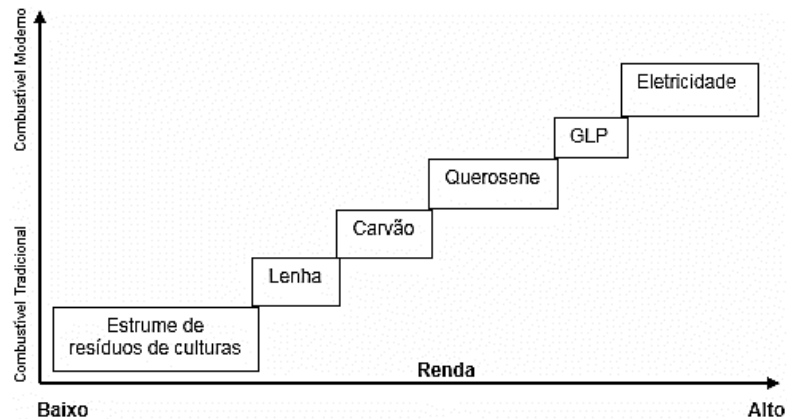 Combustível Moderno
Combustível Tradicional
Eletricidade
GLP
Querosene
Carvão
Lenha
Estrume de
resíduos de culturas
Renda
Baixo
Alto